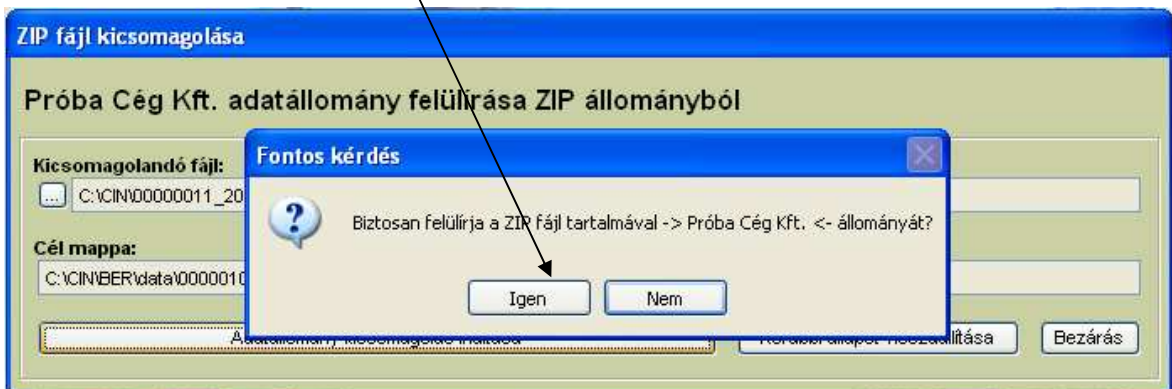 ZIP fájl kicsomagolása
Próba Cég Kft. adatállomány felülírása ZIP állományból
Kicsomagolandó fájl:
... C:\CIN\00000011_20
Fontos kérdés
Biztosan felülírja a ZIP fájl tartalmával -> Próba Cég Kft. <- állományát?
Cél mappa:
C:\CIN\BER\data\0000010
Igen Nem
Bezárás